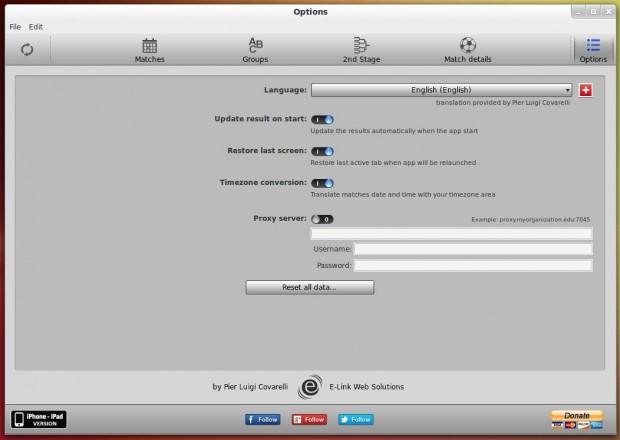 Options
File Edit
Matches
ABC
Groups
2nd Stage
Match details
Options
Language: English (English)
translation provided by Pier Luigi Covarelli
Update result on start:
Update the results automatically when the app start
Restore last screen:
Restore last active tab when app will be relaunched
Timezone conversion:
Translate matches date and time with your timezone area
Proxy server: Example: proxy.myorganization.edu:7045
Username:
Password:
Reset all data...
by Pier Luigi Covarelli e E-Link Web Solutions
iPhone - iPad
VERSION
f Follow
Follow
Follow
Donate